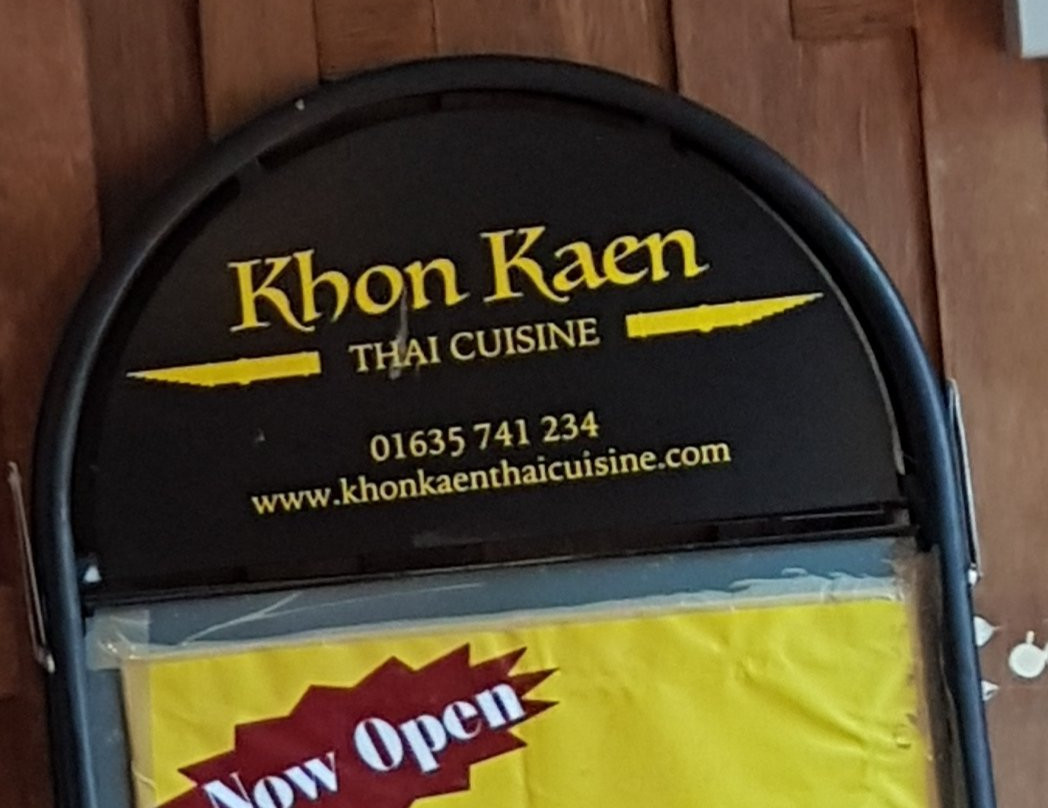 Khon Kaen
THAI CUISINE
01635 741 234
www.khonkaenthaicuisine.com
Now Open